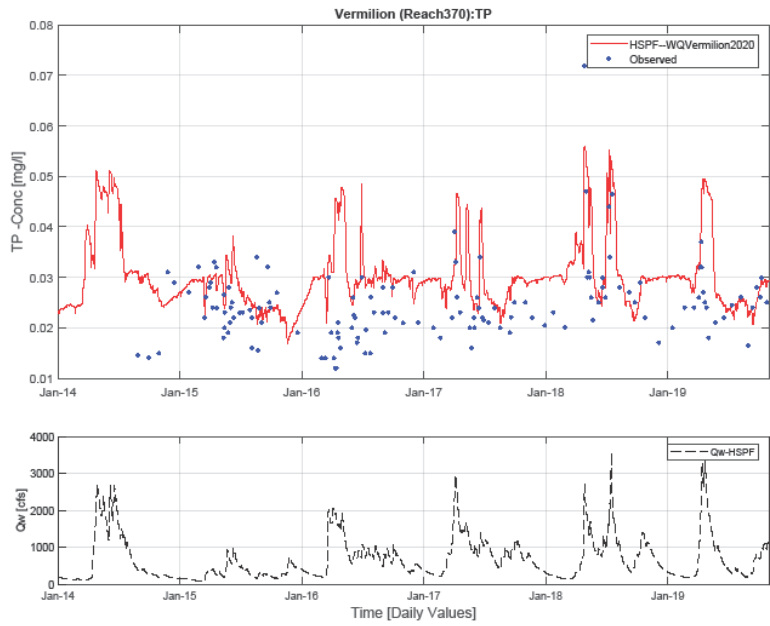 Vermilion (Reach370):TP
0.08
0.07
0.06
0.05
0.04
0.03
0.02
0.01
TP -Conc [mg/l]
HSPF--WQVermilion2020
Observed
Jan-14 Jan-15 Jan-16 Jan-17 Jan-18 Jan-19
4000
3000
2000
1000
0
Qw [cfs]
Qw-HSPF
Jan-14 Jan-15 Jan-16 Jan-17 Jan-18 Jan-19
Time [Daily Values]